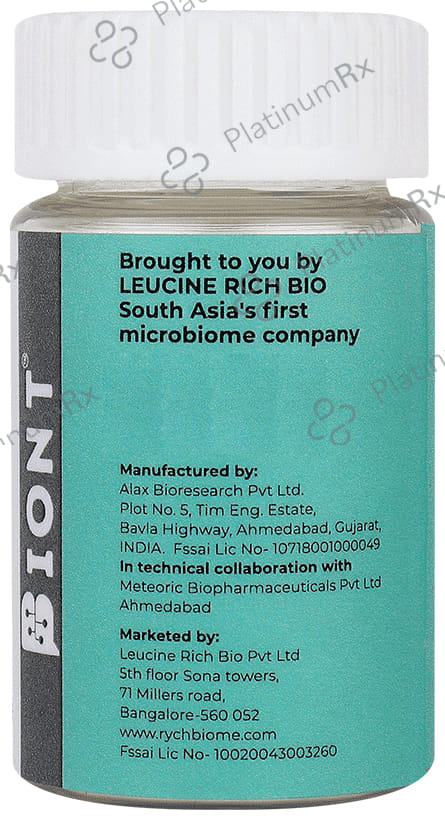 Brought to you by
LEUCINE RICH BIO
South Asia's first
microbiome company
BIONT®
Manufactured by:
Alax Bioresearch Pvt Ltd.
Plot No. 5, Tim Eng. Estate,
Bavla Highway, Ahmedabad, Gujarat,
INDIA. Fssai Lic No- 10718001000049
In technical collaboration with
Meteoric Biopharmaceuticals Pvt Ltd
Ahmedabad
Marketed by:
Leucine Rich Bio Pvt Ltd
5th floor Sona towers,
71 Millers road,
Bangalore-560 052
www.rychbiome.com
Fssai Lic No- 10020043003260
PlatinumRx
PlatinumRx
PlatinumRx
PlatinumRx